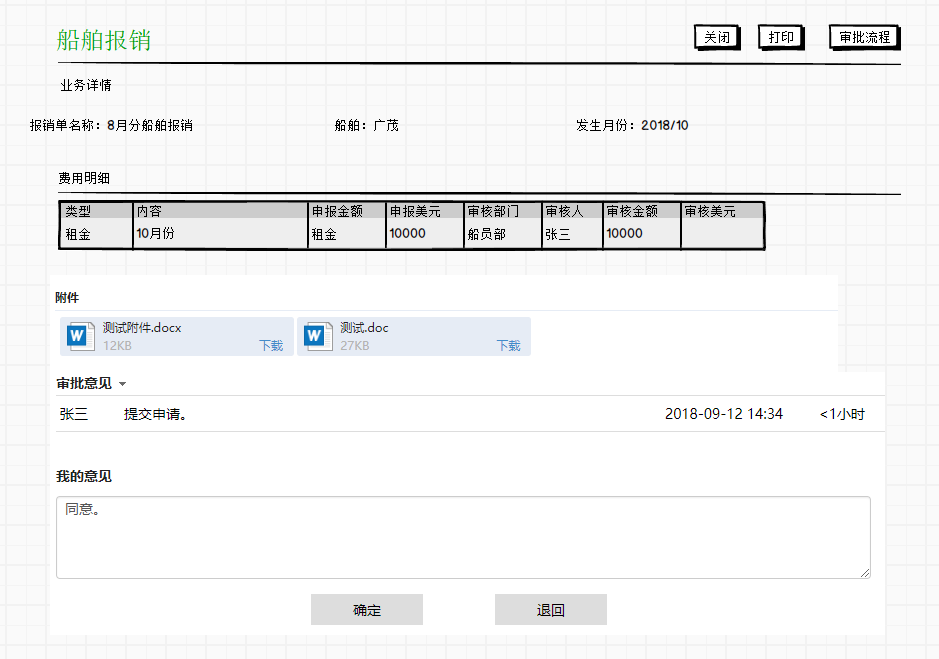 船舶报销
关闭 打印 审批流程
业务详情
报销单名称：8月分船舶报销 船舶：广茂 发生月份：2018/10
费用明细
类型 内容 申报金额 申报美元 审核部门 审核人 审核金额 审核美元
租金 10月份 租金 10000 船员部 张三 10000
附件
测试附件.docx 测试.doc
12KB 下载 27KB 下载
审批意见
张三 提交申请。 2018-09-12 14:34 <1小时
我的意见
同意。
确定 退回